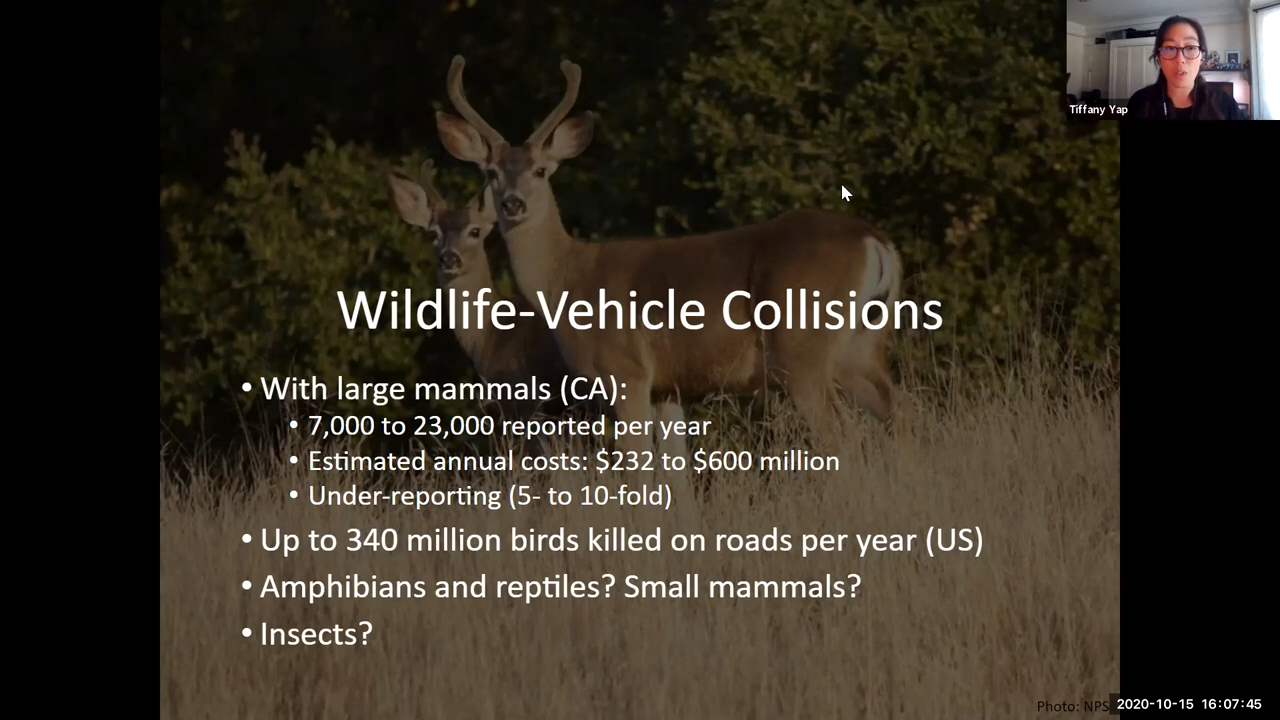 Tiffany Yap
Wildlife-Vehicle Collisions
• With large mammals (CA):
• 7,000 to 23,000 reported per year
• Estimated annual costs: $232 to $600 million
• Under-reporting (5- to 10-fold)
• Up to 340 million birds killed on roads per year (US)
• Amphibians and reptiles? Small mammals?
• Insects?
Photo: NPS
2020-10-15 16:07:45